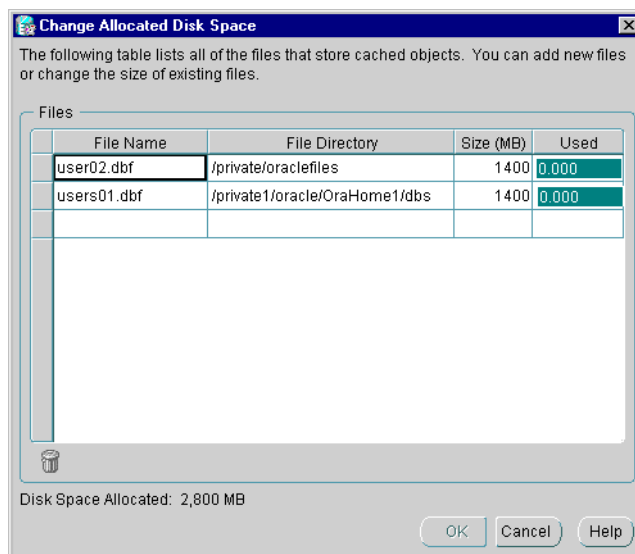 Change Allocated Disk Space
The following table lists all of the files that store cached objects.  You can add new files
or change the size of existing files.
Files
File Name File Directory Size (MB) Used
user02.dbf /private/oraclefiles 1400 0.000
users01.dbf /private1/oracle/OraHome1/dbs 1400 0.000
Disk Space Allocated:  2,800 MB
OK Cancel Help